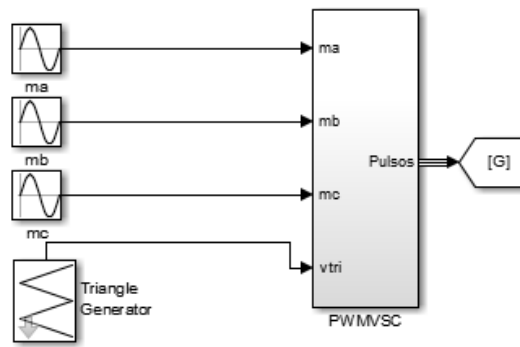 ma
ma
mb
mb
Pulsos
[G]
mc
mc
vtri
Triangle
Generator
PWMVSC